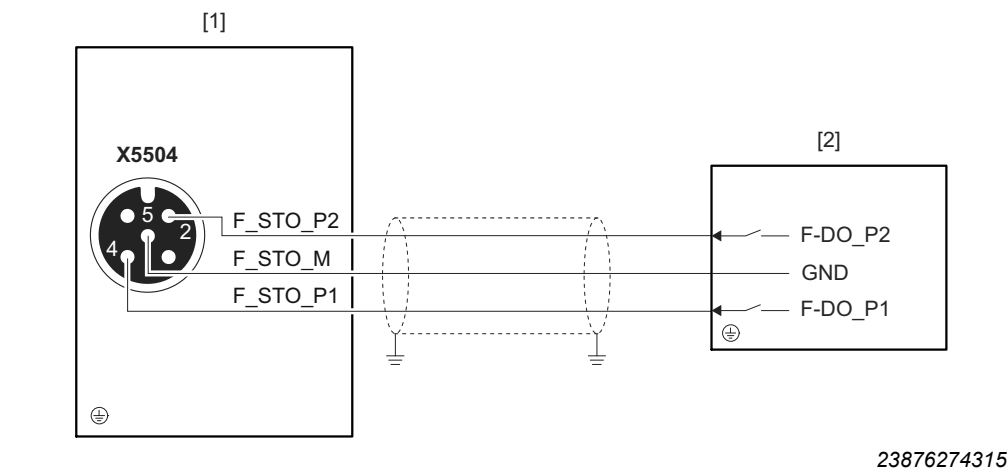 [1]
[2]
X5504
5
2
4
F_STO_P2
F_STO_M
F_STO_P1
F-DO_P2
GND
F-DO_P1
23876274315